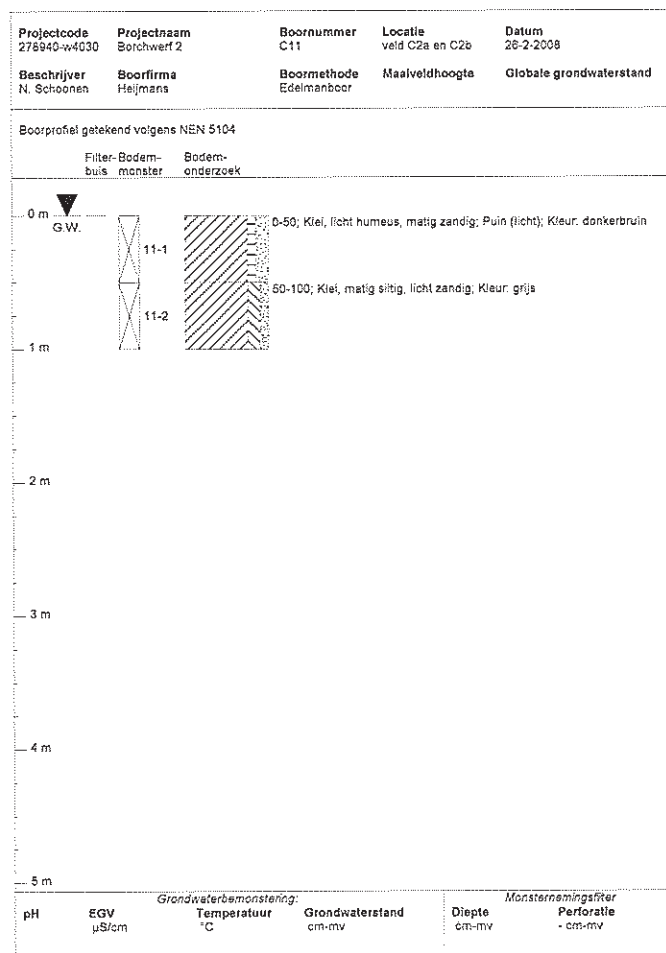 Projectcode Projectnaam Boornummer Locatie Datum
276940-w4030 Borchwerf 2 C11 veld C2a en C2b 26-2-2008
Beschrijver Boorfirma Boormethode Maaiveldhoogte Globale grondwaterstand
N. Schoonen Heijmans Edelmanboor
Boorprofiel getekend volgens NEN 5104
Filter- Bodem- Bodem-
buis monster onderzoek
0 m
G.W.
0-50; Klei, licht humeus, matig zandig; Puin (licht); Kleur: donkerbruin
11-1
50-100; Klei, matig siltig, licht zandig; Kleur: grijs
11-2
1 m
2 m
3 m
4 m
5 m
Grondwaterbemonstering: Monsternemingsfilter
pH EGV Temperatuur Grondwaterstand Diepte Perforatie
µS/cm °C cm-mv cm-mv - cm-mv